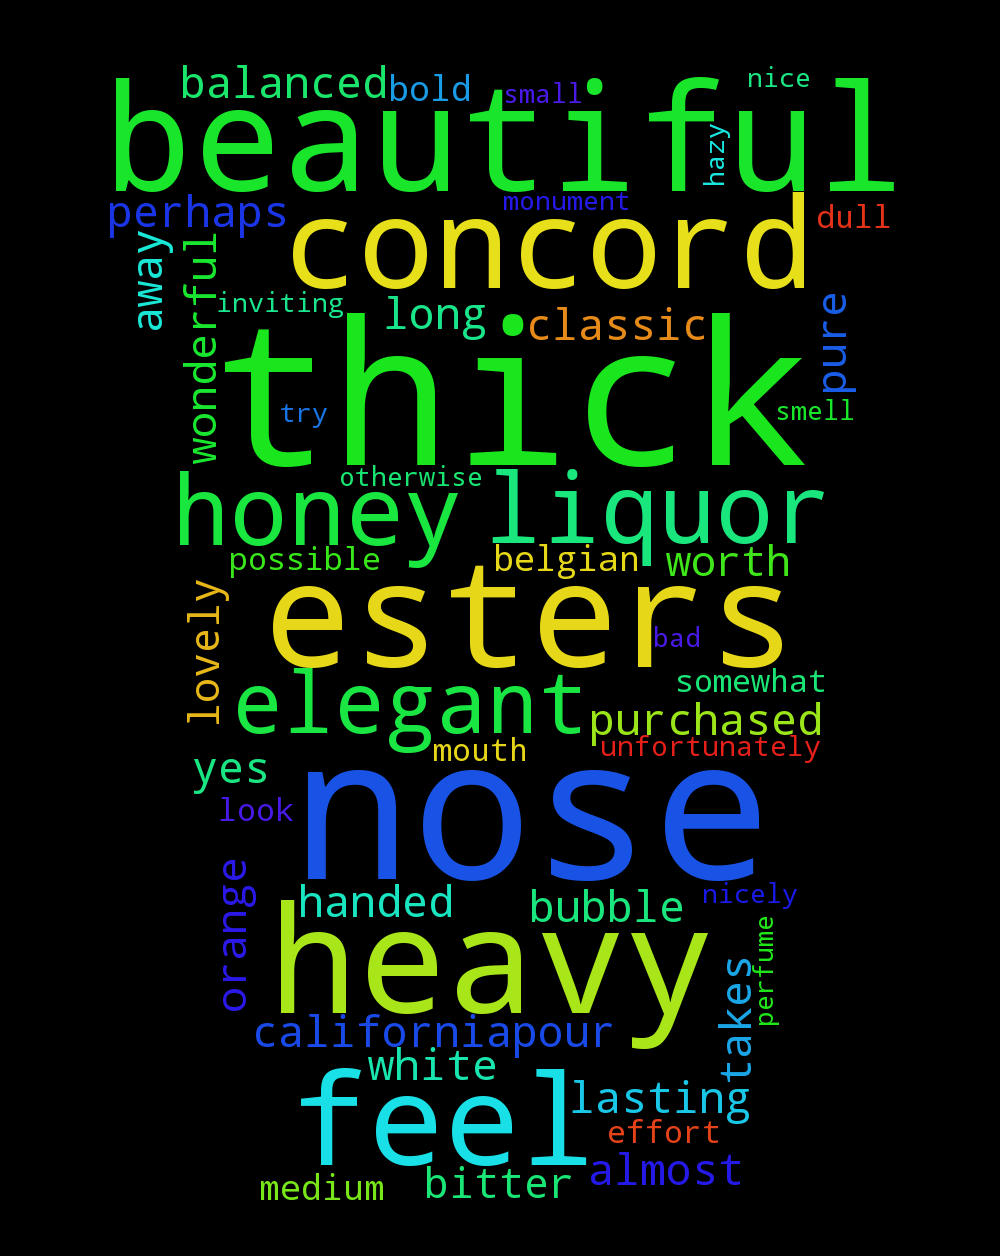 balanced
bold
small
nice
beautiful
hazy
perhaps
monument
concord
dull
away
wonderful
inviting
long
classic
pure
thick
try
smell
otherwise
honey
liquor
possible
belgian
worth
esters
lovely
bad
elegant
somewhat
purchased
mouth
unfortunately
yes
nose
look
orange
handed
bubble
nicely
heavy
perfume
takes
californiapour
white
feel
lasting
effort
almost
medium
bitter